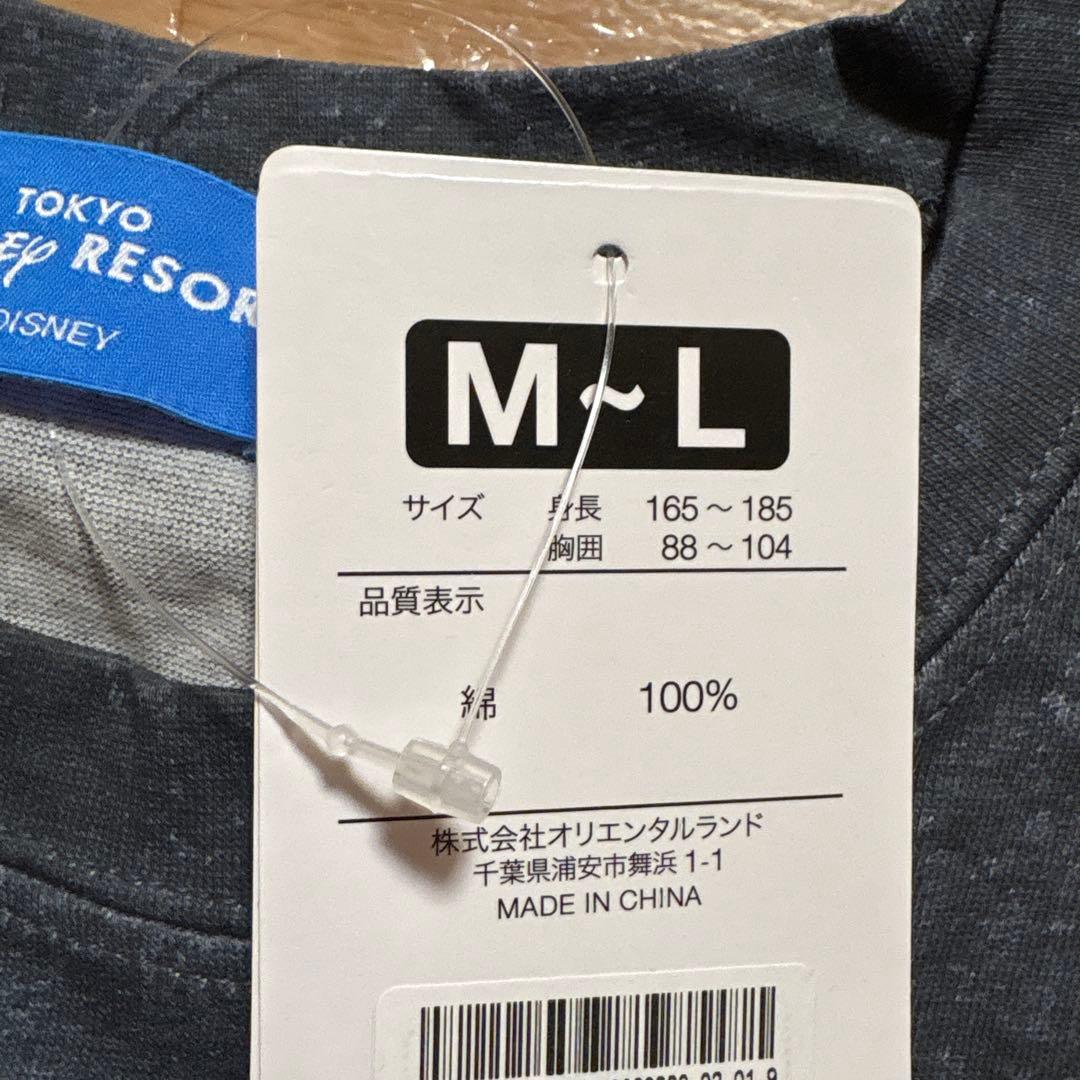 TOKYO
RESOR
DISNEY
M~L
サイズ 身長 165～185
胸囲 88～104
品質表示
綿 100%
株式会社オリエンタルランド
千葉県浦安市舞浜 1-1
MADE IN CHINA